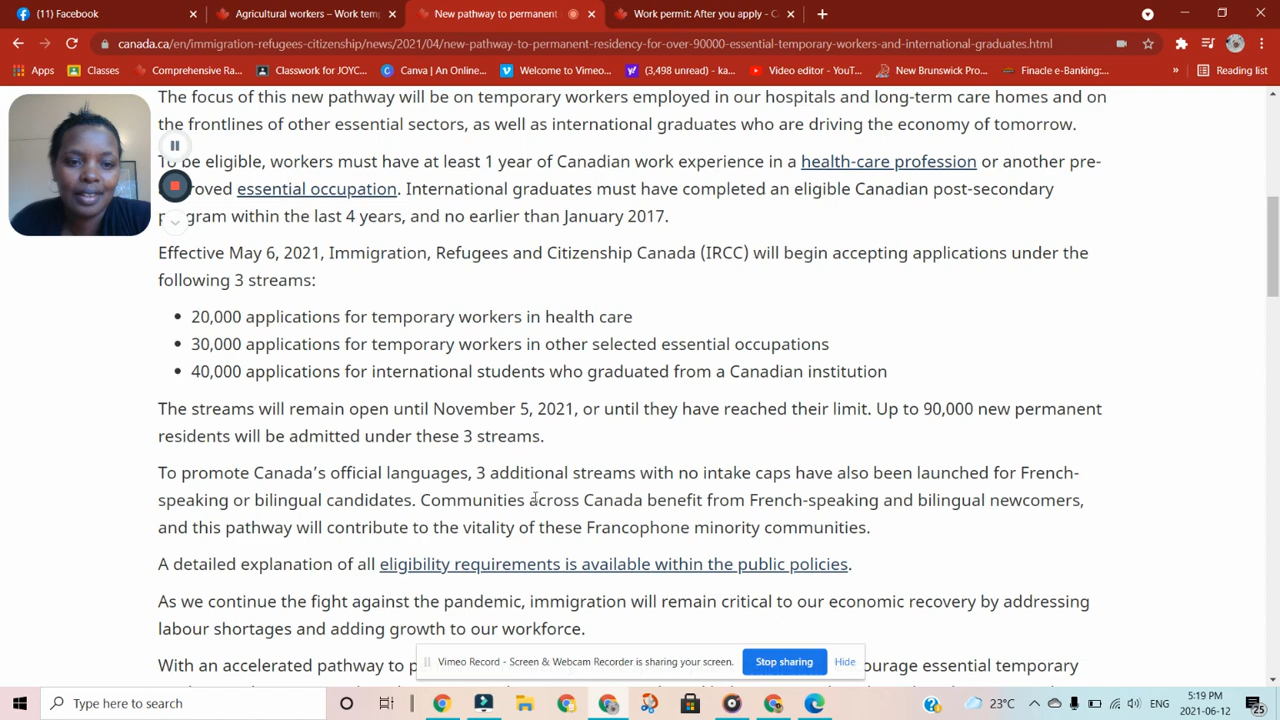 (11) Facebook
Agricultural workers – Work tem
New pathway to permanent
Work permit: After you apply - C
canada.ca/en/immigration-refugees-citizenship/news/2021/04/new-pathway-to-permanent-residency-for-over-90000-essential-temporary-workers-and-international-graduates.html
Apps Classes Comprehensive Ra... Classwork for JOYC... Canva | An Online... Welcome to Vimeo... (3,498 unread) - ka... Video editor - YouT... New Brunswick Pro... Finacle e-Banking:... » Reading list
The focus of this new pathway will be on temporary workers employed in our hospitals and long-term care homes and on
the frontlines of other essential sectors, as well as international graduates who are driving the economy of tomorrow.
To be eligible, workers must have at least 1 year of Canadian work experience in a health-care profession or another pre-
roved essential occupation. International graduates must have completed an eligible Canadian post-secondary
program within the last 4 years, and no earlier than January 2017.
Effective May 6, 2021, Immigration, Refugees and Citizenship Canada (IRCC) will begin accepting applications under the
following 3 streams:
• 20,000 applications for temporary workers in health care
• 30,000 applications for temporary workers in other selected essential occupations
• 40,000 applications for international students who graduated from a Canadian institution
The streams will remain open until November 5, 2021, or until they have reached their limit. Up to 90,000 new permanent
residents will be admitted under these 3 streams.
To promote Canada's official languages, 3 additional streams with no intake caps have also been launched for French-
speaking or bilingual candidates. Communities across Canada benefit from French-speaking and bilingual newcomers,
and this pathway will contribute to the vitality of these Francophone minority communities.
A detailed explanation of all eligibility requirements is available within the public policies.
As we continue the fight against the pandemic, immigration will remain critical to our economic recovery by addressing
labour shortages and adding growth to our workforce.
With an accelerated pathway to p ourage essential temporary
Vimeo Record - Screen & Webcam Recorder is sharing your screen. Stop sharing Hide
Type here to search
23°C ENG 5:19 PM
2021-06-12 25